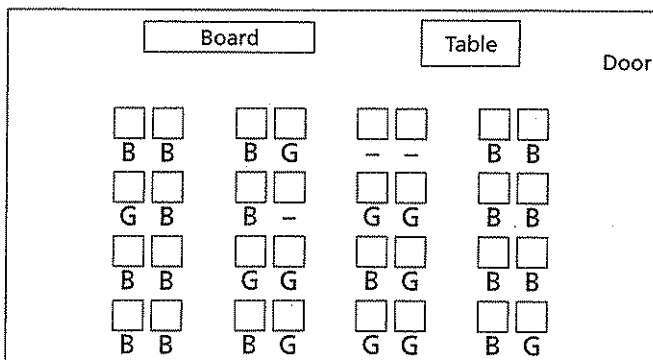 Board Table
Door
B B B G – – B B
G B B – G G B B
B B G G B G B B
B B B G G G B G